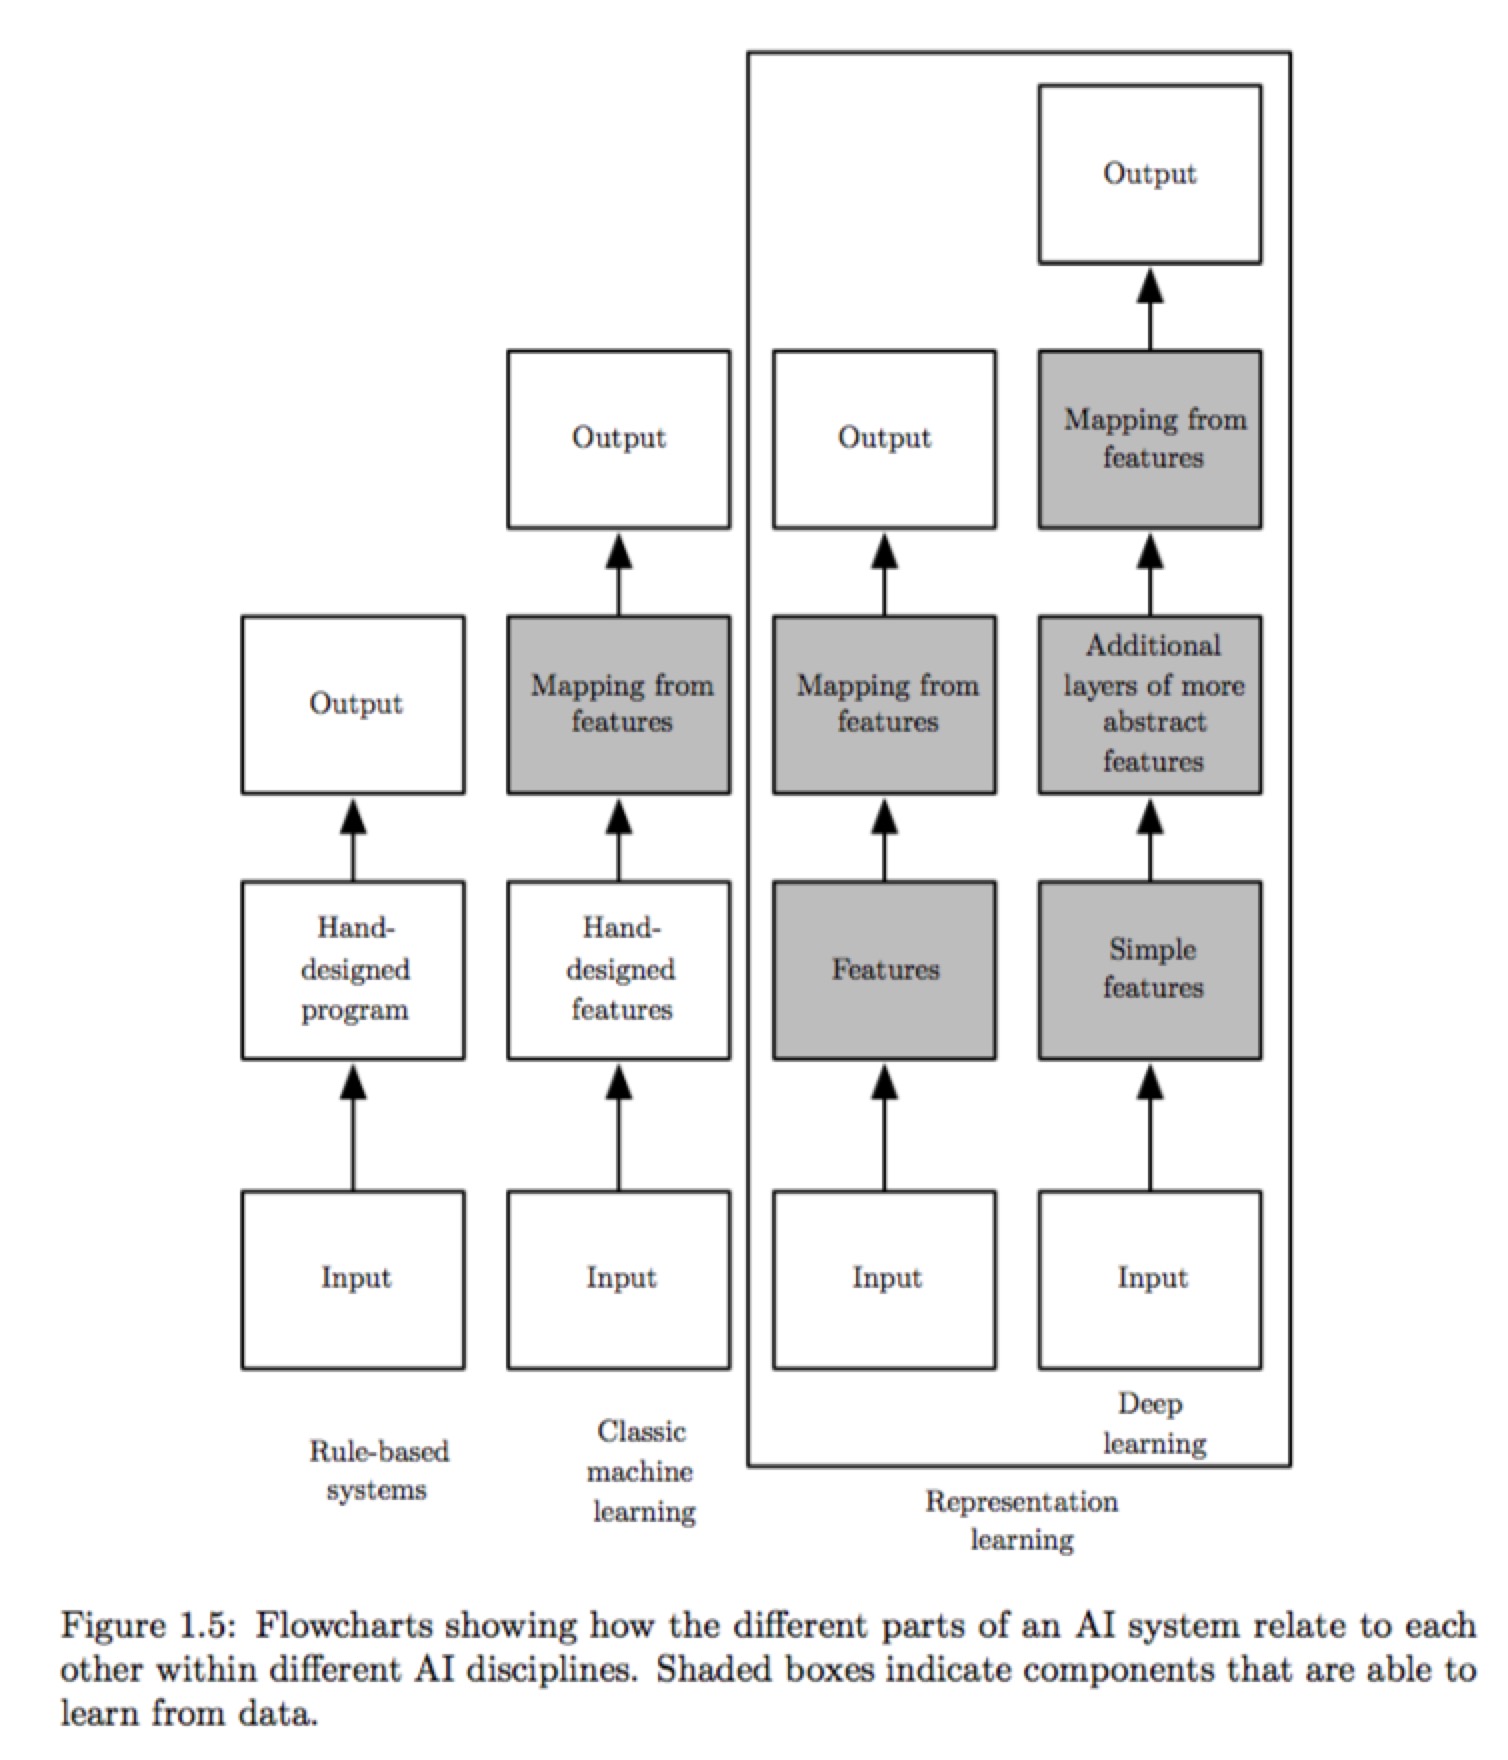 Output
Mapping from
features
Additional
layers of more
abstract
features
Simple
features
Input
Deep
learning
Output
Mapping from
features
Features
Input
Representation
learning
Output
Mapping from
features
Hand-
designed
features
Input
Classic
machine
learning
Output
Hand-
designed
program
Input
Rule-based
systems
Figure 1.5: Flowcharts showing how the different parts of an AI system relate to each
other within different AI disciplines. Shaded boxes indicate components that are able to
learn from data.